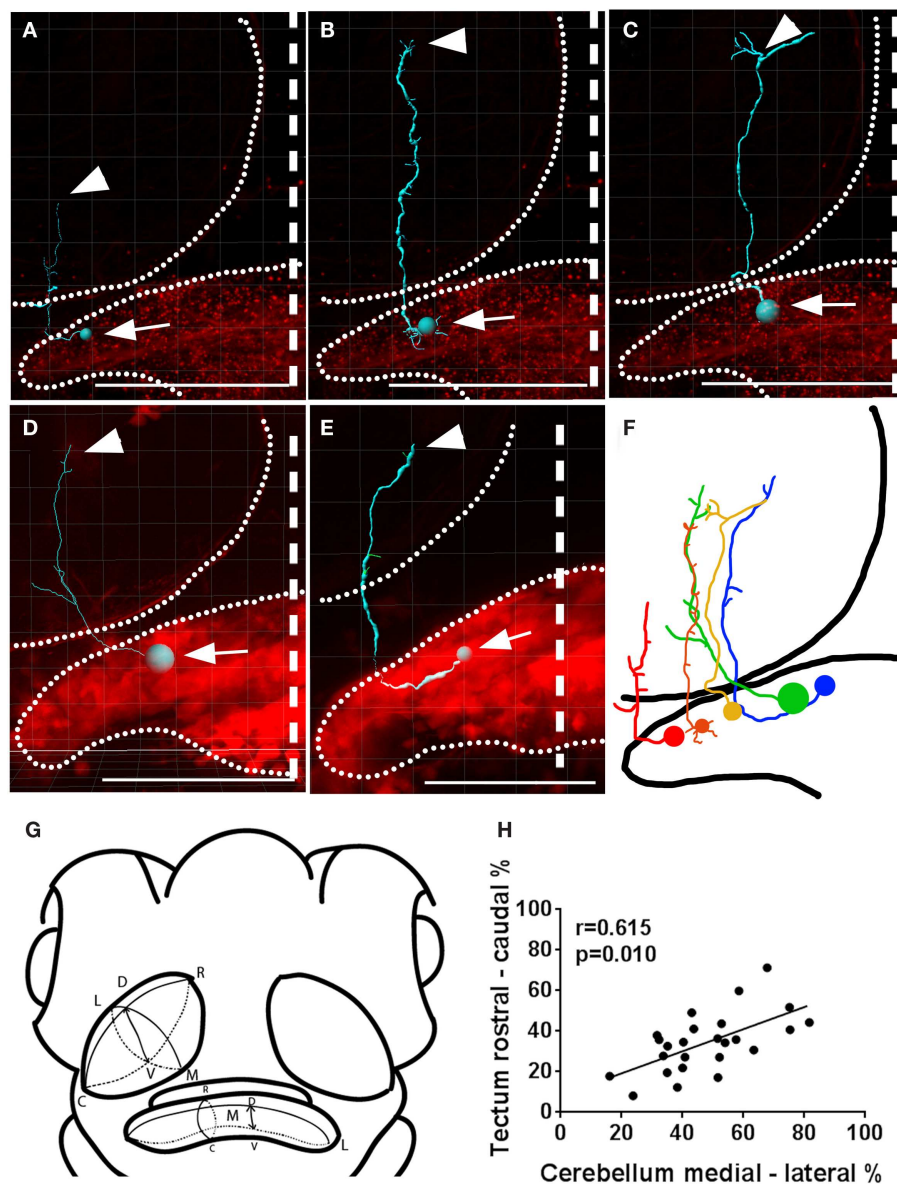 A
B
C
D
E
F
G
D
R
L
V
M
C
R
D
M
C
V
L
H
r=0.615
p=0.010
Tectum rostral - caudal %
100
80
60
40
20
0
0
20
40
60
80
100
Cerebellum medial - lateral %